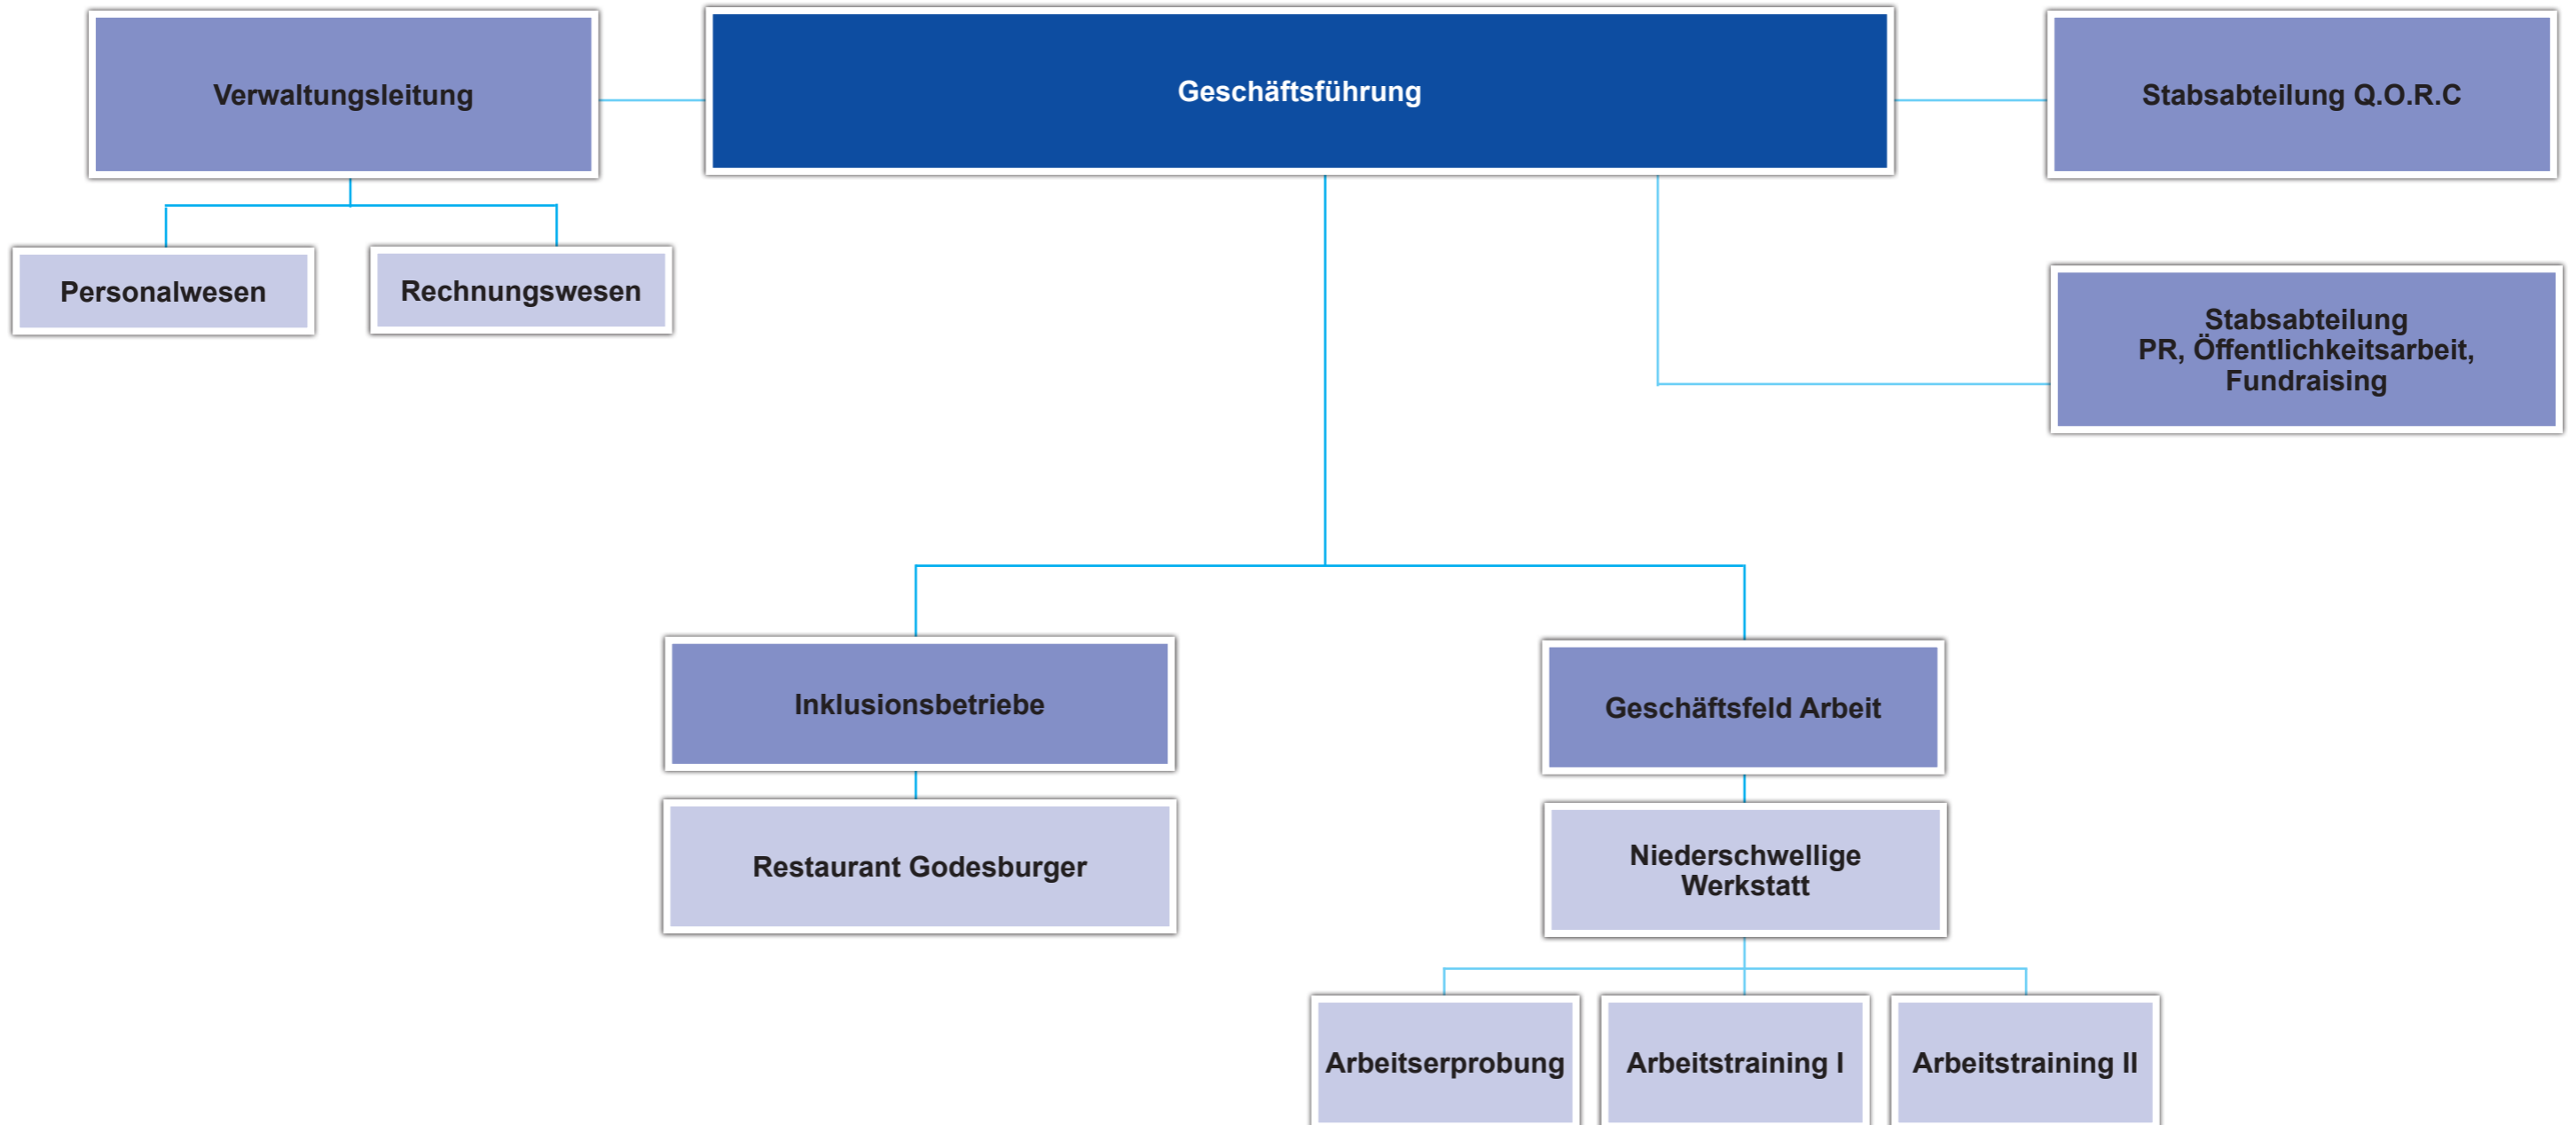 Verwaltungsleitung
Geschäftsführung
Stabsabteilung Q.O.R.C
Personalwesen
Rechnungswesen
Stabsabteilung
PR, Öffentlichkeitsarbeit,
Fundraising
Inklusionsbetriebe
Geschäftsfeld Arbeit
Restaurant Godesburger
Niederschwellige
Werkstatt
Arbeitserprobung
Arbeitstraining I
Arbeitstraining II